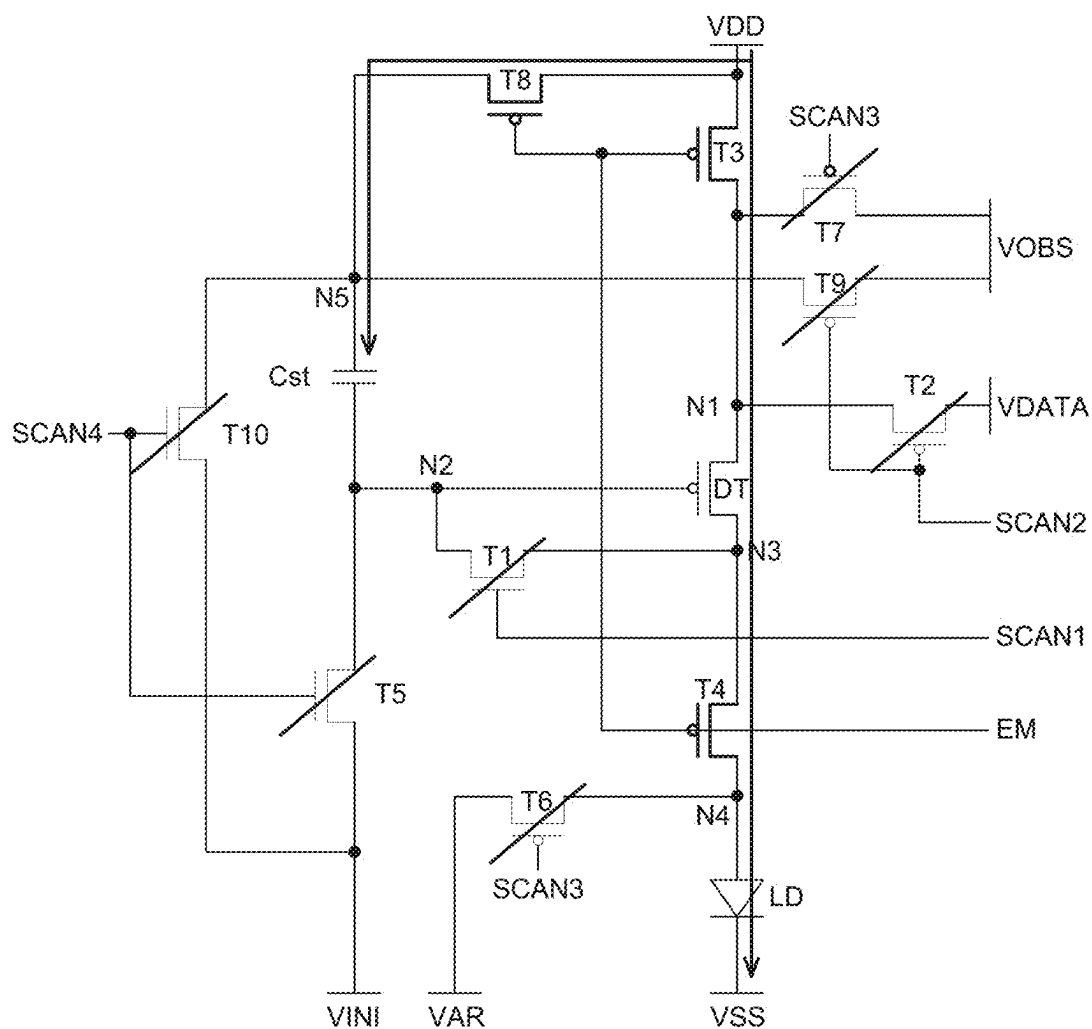 VDD
T8
SCAN3
T3
T7
VOBS
T9
N5
Cst
T2
N1
VDATA
SCAN4
T10
N2
DT
SCAN2
T1
N3
SCAN1
T5
T4
EM
T6
N4
SCAN3
LD
VINI
VAR
VSS